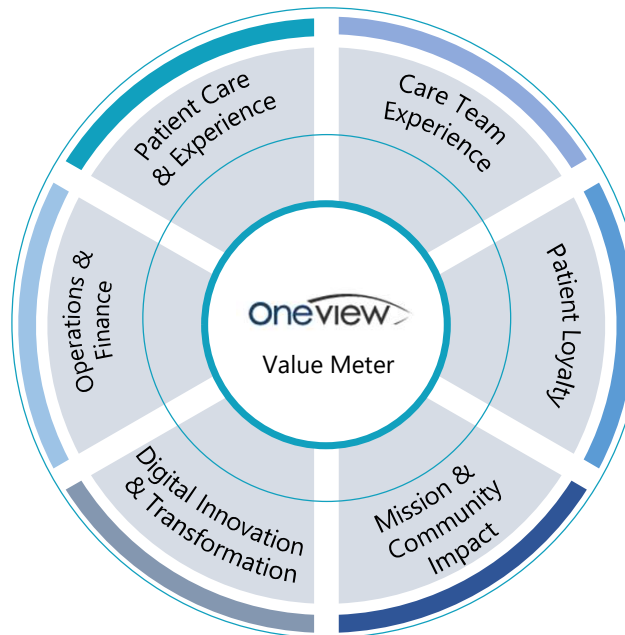 Patient Care
& Experience
Care Team
Experience
Patient Loyalty
Mission &
Community
Impact
Digital Innovation
& Transformation
Operations &
Finance
oneview
Value Meter